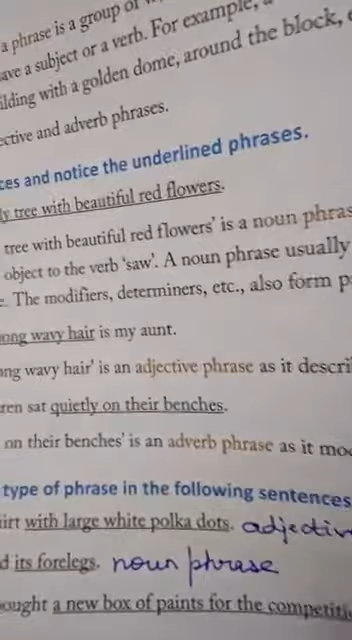 a phrase is a group of
ave a subject or a verb. For example,
ilding with a golden dome, around the block,
ective and adverb phrases.
ces and notice the underlined phrases.
ly tree with beautiful red flowers.
tree with beautiful red flowers' is a noun phras
object to the verb 'saw'. A noun phrase usually
e. The modifiers, determiners, etc., also form p
ong wavy hair is my aunt.
ong wavy hair' is an adjective phrase as it descri
ren sat quietly on their benches.
on their benches' is an adverb phrase as it mo
type of phrase in the following sentences
irt with large white polka dots. adjectiv
d its forelegs. noun phrase
ought a new box of paints for the competiti